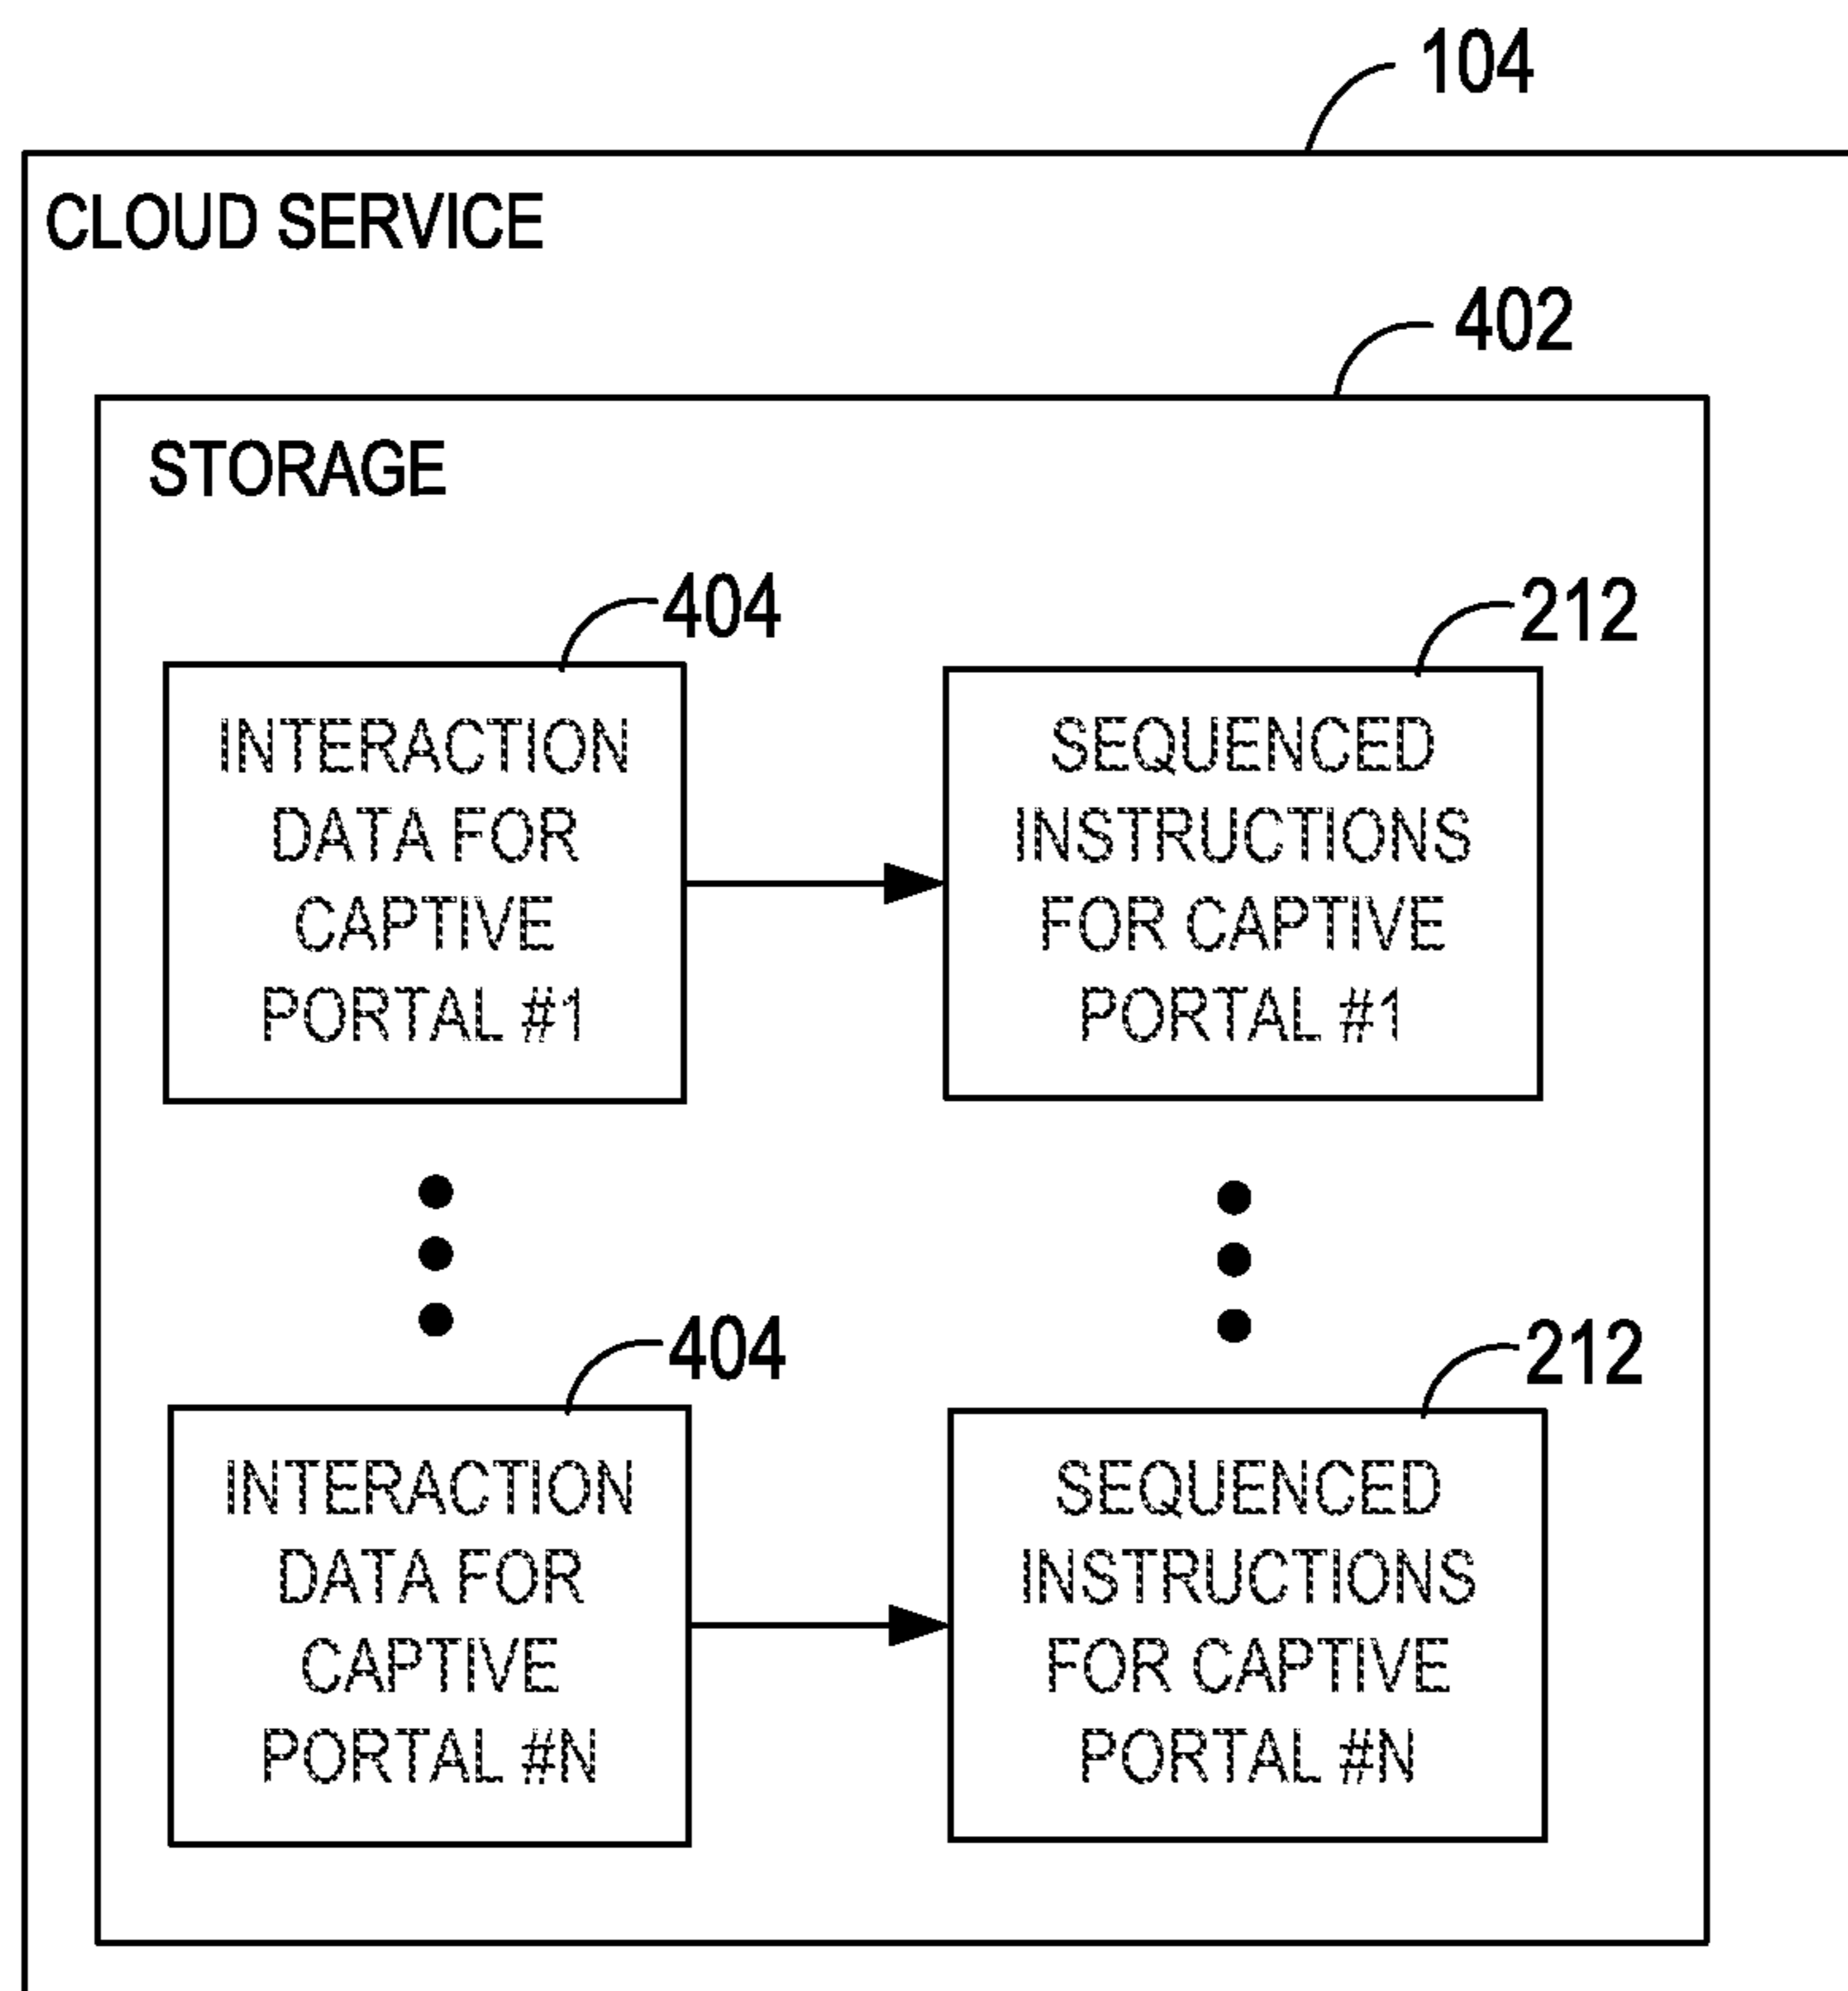 104
CLOUD SERVICE
402
STORAGE
404
212
INTERACTION
DATA FOR
CAPTIVE
PORTAL #1
SEQUENCED
INSTRUCTIONS
FOR CAPTIVE
PORTAL #1
404
212
INTERACTION
DATA FOR
CAPTIVE
PORTAL #N
SEQUENCED
INSTRUCTIONS
FOR CAPTIVE
PORTAL #N